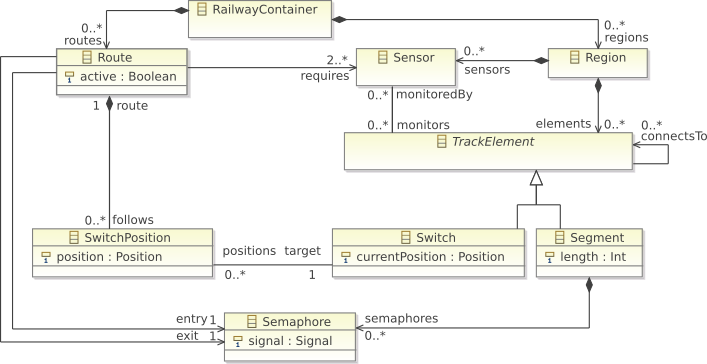 RailwayContainer
0..*
routes
0..*
regions
Route
active : Boolean
2..*
requires
Sensor
0..*
sensors
Region
1 route
0..* monitoredBy
0..* monitors
elements 0..*
0..*
connectsTo
TrackElement
0..* follows
SwitchPosition
position : Position
positions target
0..* 1
Switch
currentPosition : Position
Segment
length : Int
entry 1
exit 1
Semaphore
signal : Signal
semaphores
0..*